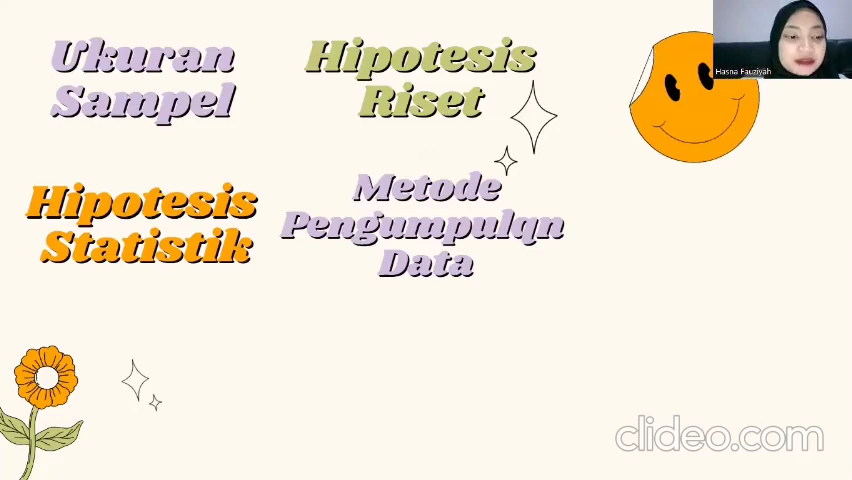 Ukuran
Sampel
Hipotesis
Riset
Hasna Fauziyah
Hipotesis
Statistik
Metode
Pengumpulqn
Data
clideo.com